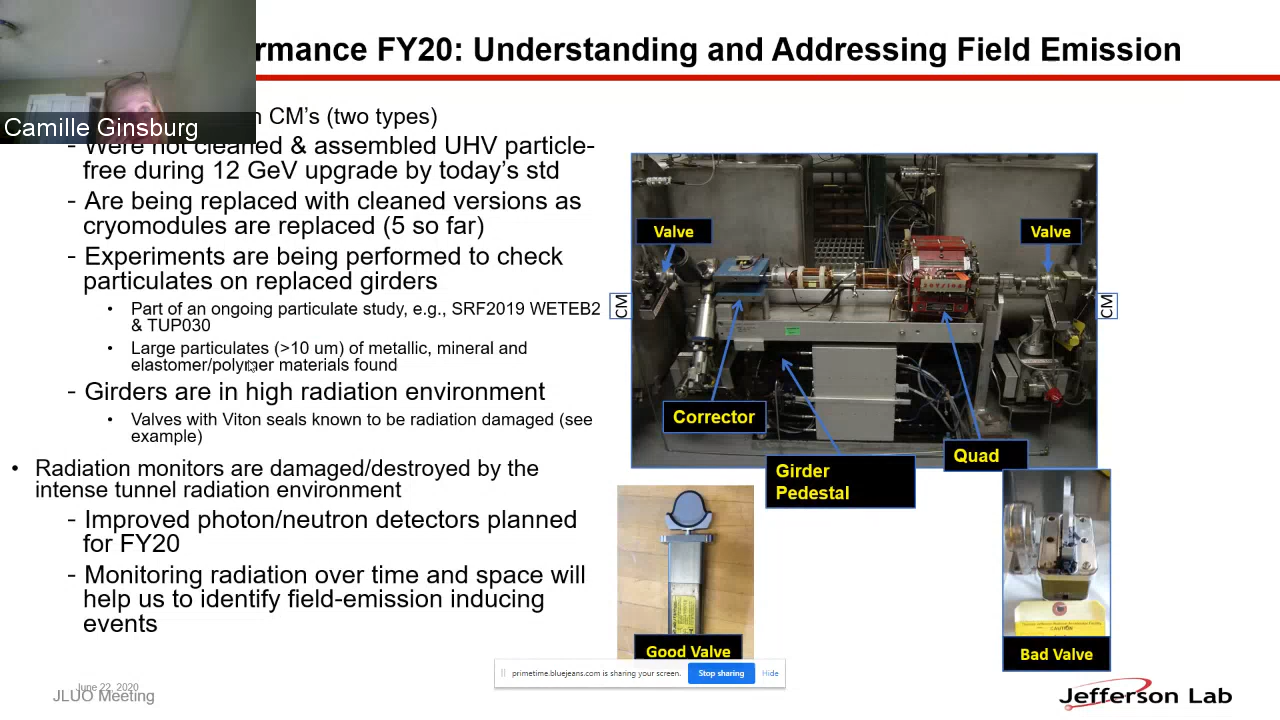 rmance FY20: Understanding and Addressing Field Emission
Camille Ginsburg
CM's (two types)
- Were not cleaned & assembled UHV particle-
free during 12 GeV upgrade by today's std
- Are being replaced with cleaned versions as
cryomodules are replaced (5 so far)
- Experiments are being performed to check
particulates on replaced girders
• Part of an ongoing particulate study, e.g., SRF2019 WETEB2
& TUP030
• Large particulates (>10 um) of metallic, mineral and
elastomer/polymer materials found
- Girders are in high radiation environment
• Valves with Viton seals known to be radiation damaged (see
example)
• Radiation monitors are damaged/destroyed by the
intense tunnel radiation environment
- Improved photon/neutron detectors planned
for FY20
- Monitoring radiation over time and space will
help us to identify field-emission inducing
events
Valve
Valve
CM
CM
Corrector
Quad
Girder
Pedestal
Good Valve
CAUTION
Bad Valve
primetime.bluejeans.com is sharing your screen.
Stop sharing
Hide
June 22, 2020
JLUO Meeting
Jefferson Lab